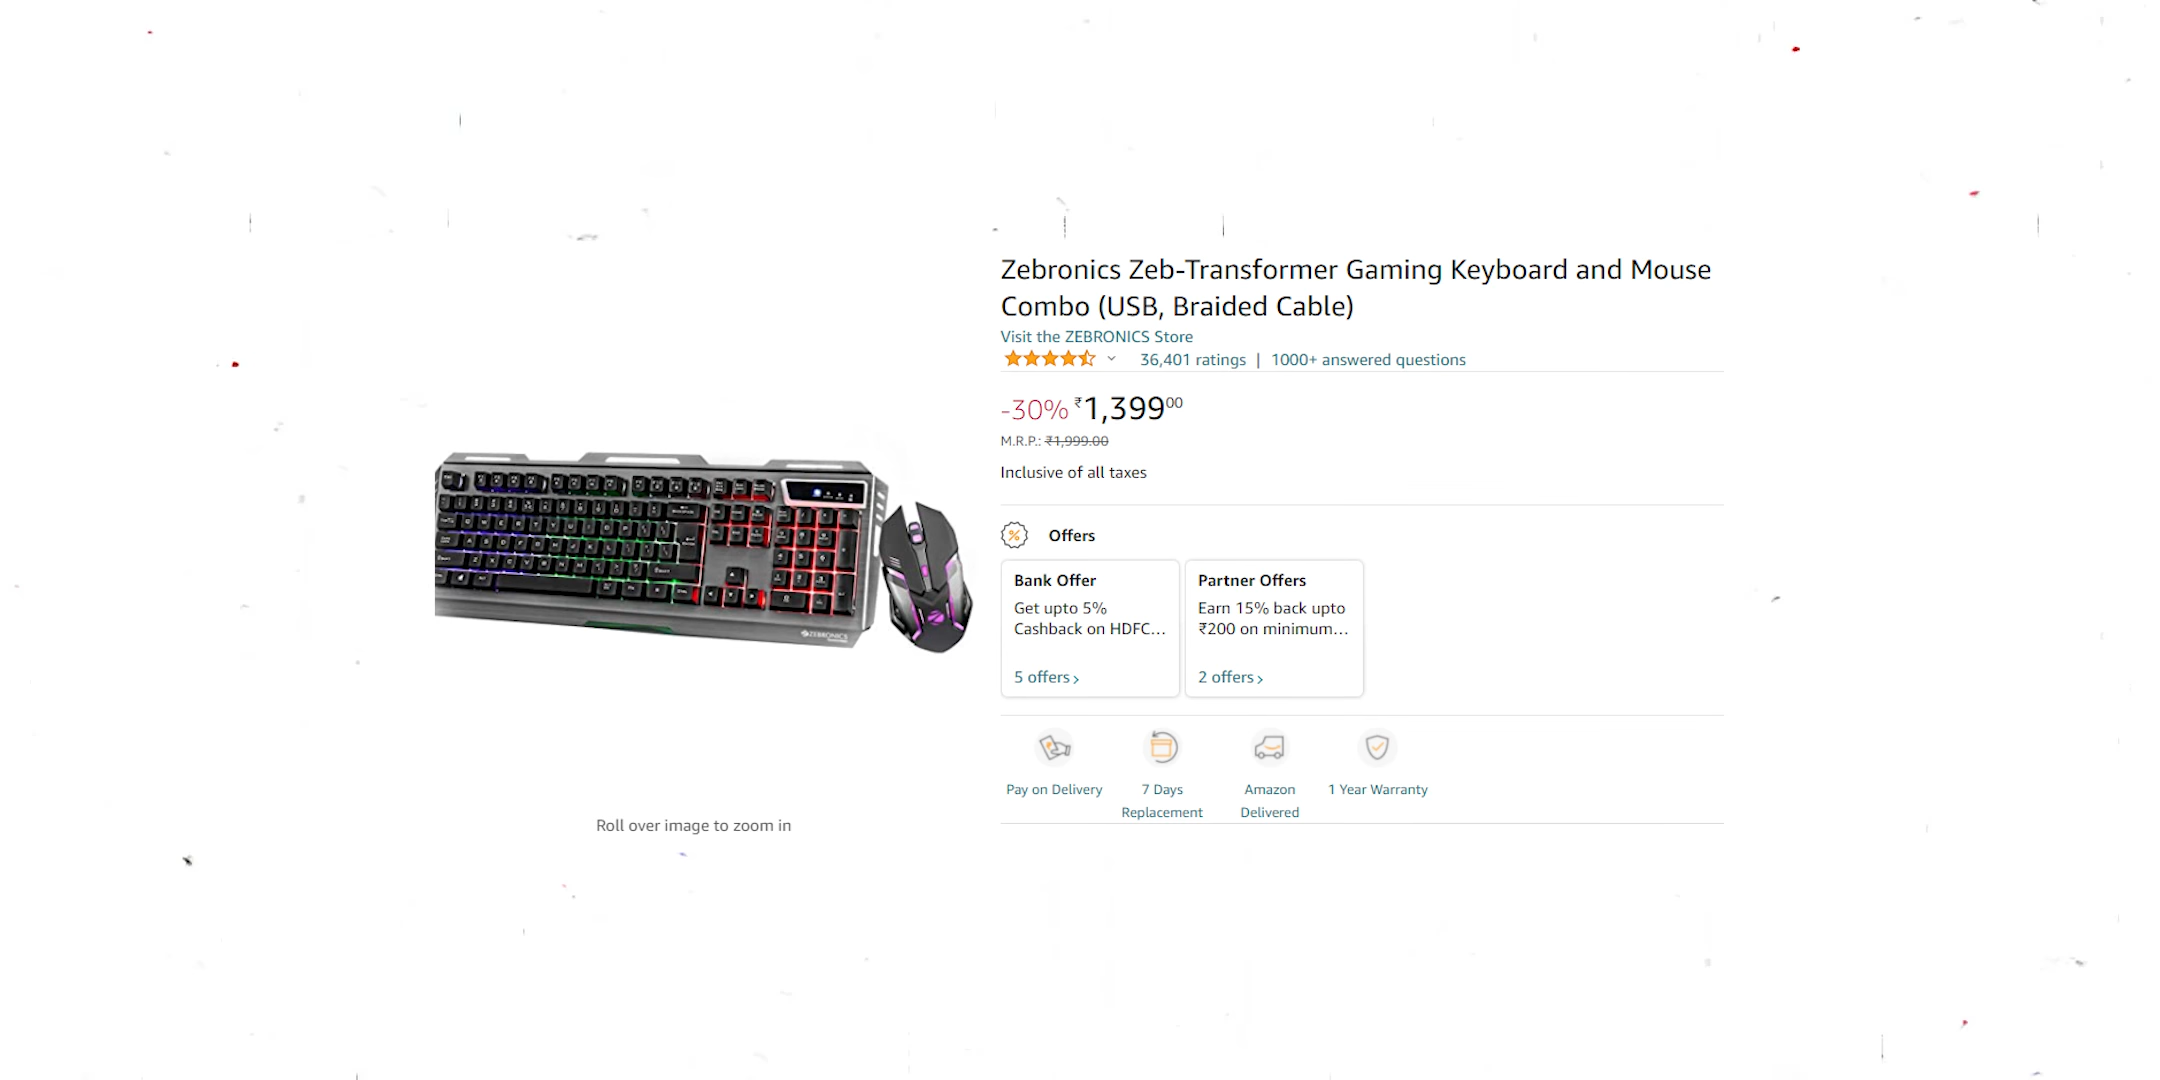 Zebronics Zeb-Transformer Gaming Keyboard and Mouse
Combo (USB, Braided Cable)
Visit the ZEBRONICS Store
36,401 ratings | 1000+ answered questions
-30% ₹1,39900
M.R.P.: ₹1,999.00
Inclusive of all taxes
Offers
Bank Offer
Get upto 5%
Cashback on HDFC...
5 offers ›
Partner Offers
Earn 15% back upto
₹200 on minimum...
2 offers ›
Pay on Delivery
7 Days
Replacement
Amazon
Delivered
1 Year Warranty
ZEBRONICS
Roll over image to zoom in